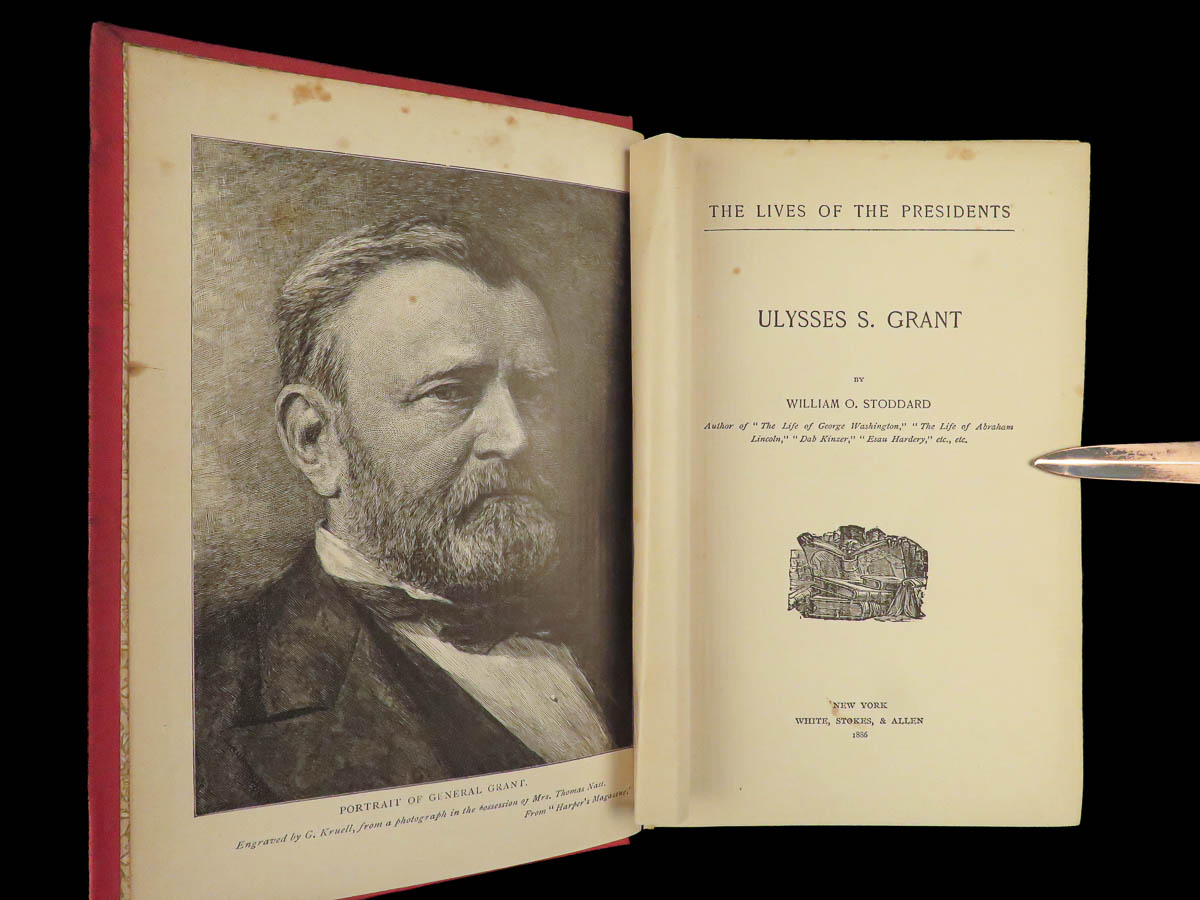 PORTRAIT OF GENERAL GRANT.
Engraved by G. Kruell, from a photograph in the possession of Mrs. Thomas Nast.
From "Harper's Magazine."
THE LIVES OF THE PRESIDENTS
ULYSSES S. GRANT
BY
WILLIAM O. STODDARD
Author of "The Life of George Washington," "The Life of Abraham
Lincoln," "Dab Kinzer," "Esau Hardery," etc., etc.
NEW YORK
WHITE, STOKES, & ALLEN
1886